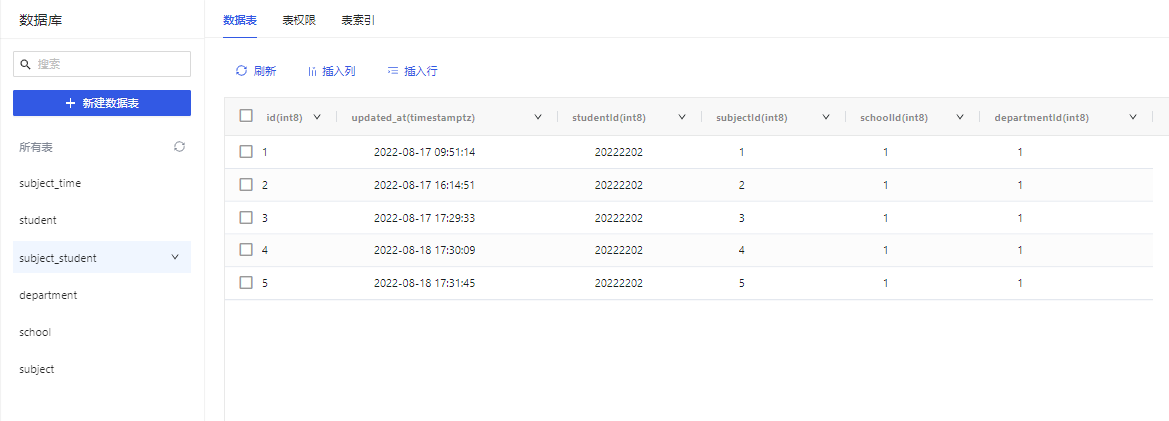 数据库
搜索
新建数据表
所有表
subject_time
student
subject_student
department
school
subject
数据表 表权限 表索引
刷新 插入列 插入行
id(int8) updated_at(timestamptz) studentId(int8) subjectId(int8) schoolId(int8) departmentId(int8)
1 2022-08-17 09:51:14 20222202 1 1 1
2 2022-08-17 16:14:51 20222202 2 1 1
3 2022-08-17 17:29:33 20222202 3 1 1
4 2022-08-18 17:30:09 20222202 4 1 1
5 2022-08-18 17:31:45 20222202 5 1 1